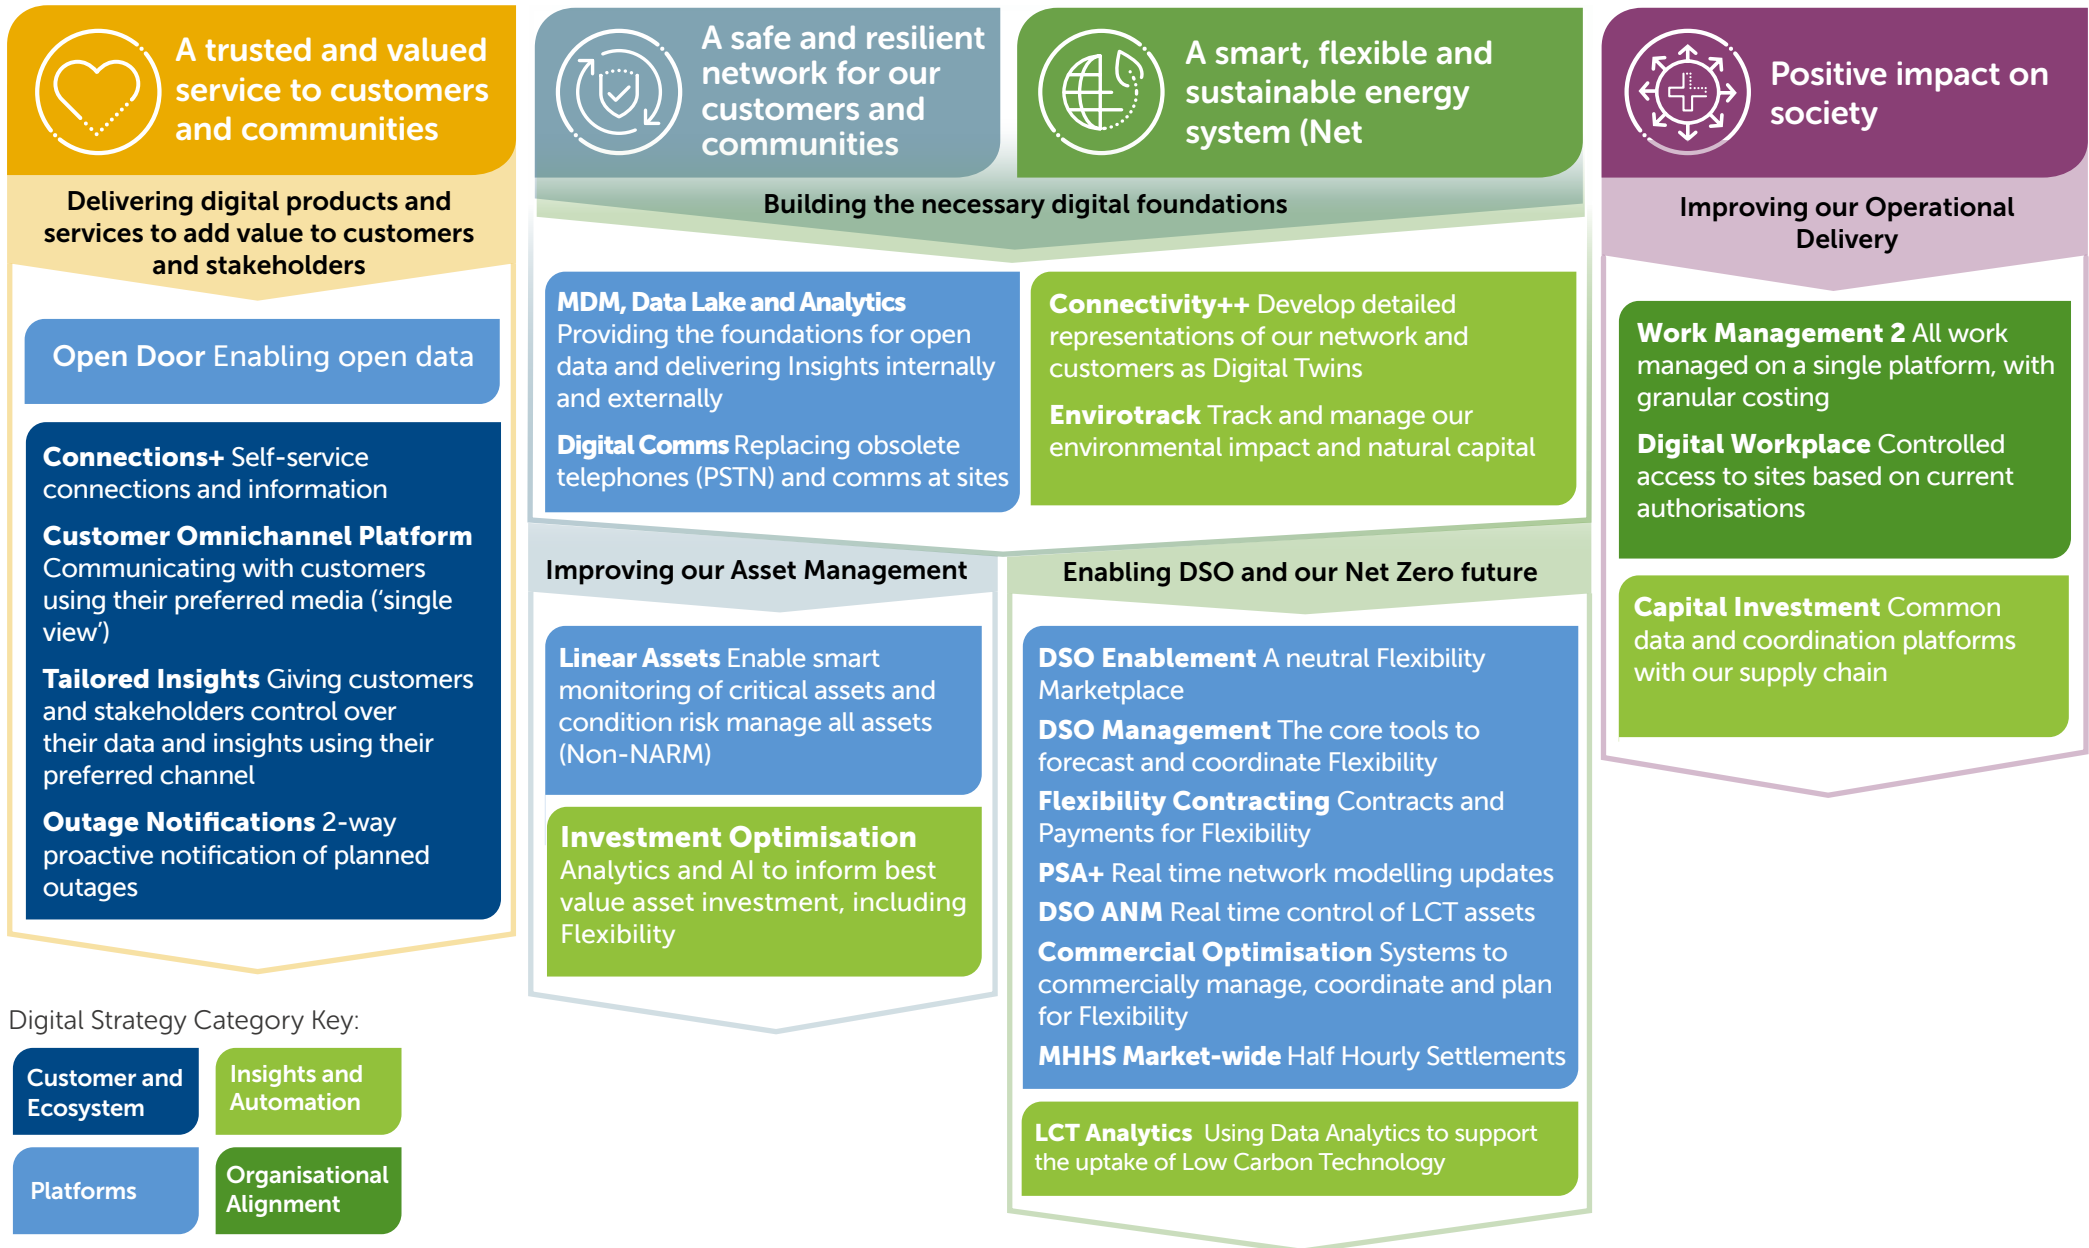 A trusted and valued
service to customers
and communities
Delivering digital products and
services to add value to customers
and stakeholders
Open Door Enabling open data
Connections+ Self-service
connections and information
Customer Omnichannel Platform
Communicating with customers
using their preferred media (‘single
view’)
Tailored Insights Giving customers
and stakeholders control over
their data and insights using their
preferred channel
Outage Notifications 2-way
proactive notification of planned
outages
A safe and resilient
network for our
customers and
communities
A smart, flexible and
sustainable energy
system (Net
Building the necessary digital foundations
MDM, Data Lake and Analytics
Providing the foundations for open
data and delivering Insights internally
and externally
Digital Comms Replacing obsolete
telephones (PSTN) and comms at sites
Connectivity++ Develop detailed
representations of our network and
customers as Digital Twins
Envirotrack Track and manage our
environmental impact and natural capital
Improving our Asset Management
Linear Assets Enable smart
monitoring of critical assets and
condition risk manage all assets
(Non-NARM)
Investment Optimisation
Analytics and AI to inform best
value asset investment, including
Flexibility
Enabling DSO and our Net Zero future
DSO Enablement A neutral Flexibility
Marketplace
DSO Management The core tools to
forecast and coordinate Flexibility
Flexibility Contracting Contracts and
Payments for Flexibility
PSA+ Real time network modelling updates
DSO ANM Real time control of LCT assets
Commercial Optimisation Systems to
commercially manage, coordinate and plan
for Flexibility
MHHS Market-wide Half Hourly Settlements
LCT Analytics Using Data Analytics to support
the uptake of Low Carbon Technology
Positive impact on
society
Improving our Operational
Delivery
Work Management 2 All work
managed on a single platform, with
granular costing
Digital Workplace Controlled
access to sites based on current
authorisations
Capital Investment Common
data and coordination platforms
with our supply chain
Digital Strategy Category Key:
Customer and
Ecosystem
Insights and
Automation
Platforms
Organisational
Alignment